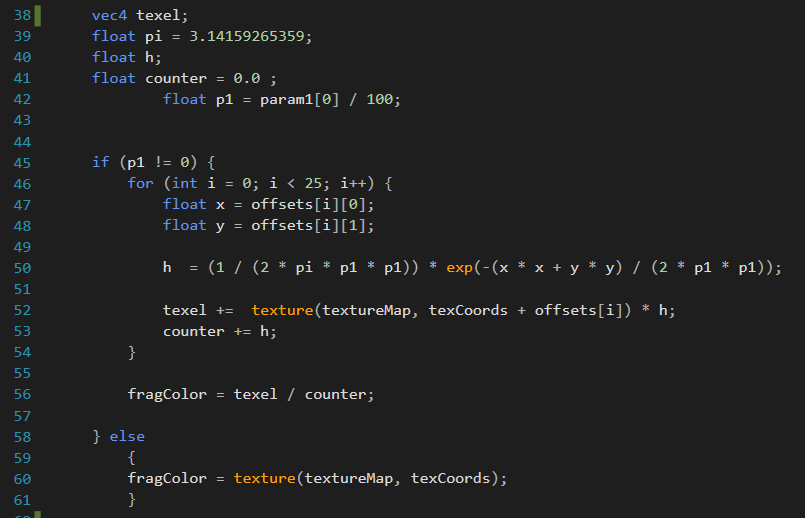 38 vec4 texel;
39 float pi = 3.14159265359;
40 float h;
41 float counter = 0.0 ;
42 float p1 = param1[0] / 100;
43
44
45 if (p1 != 0) {
46 for (int i = 0; i < 25; i++) {
47 float x = offsets[i][0];
48 float y = offsets[i][1];
49
50 h  = (1 / (2 * pi * p1 * p1)) * exp(-(x * x + y * y) / (2 * p1 * p1));
51
52 texel +=  texture(textureMap, texCoords + offsets[i]) * h;
53 counter += h;
54 }
55
56 fragColor = texel / counter;
57
58 } else
59 {
60 fragColor = texture(textureMap, texCoords);
61 }